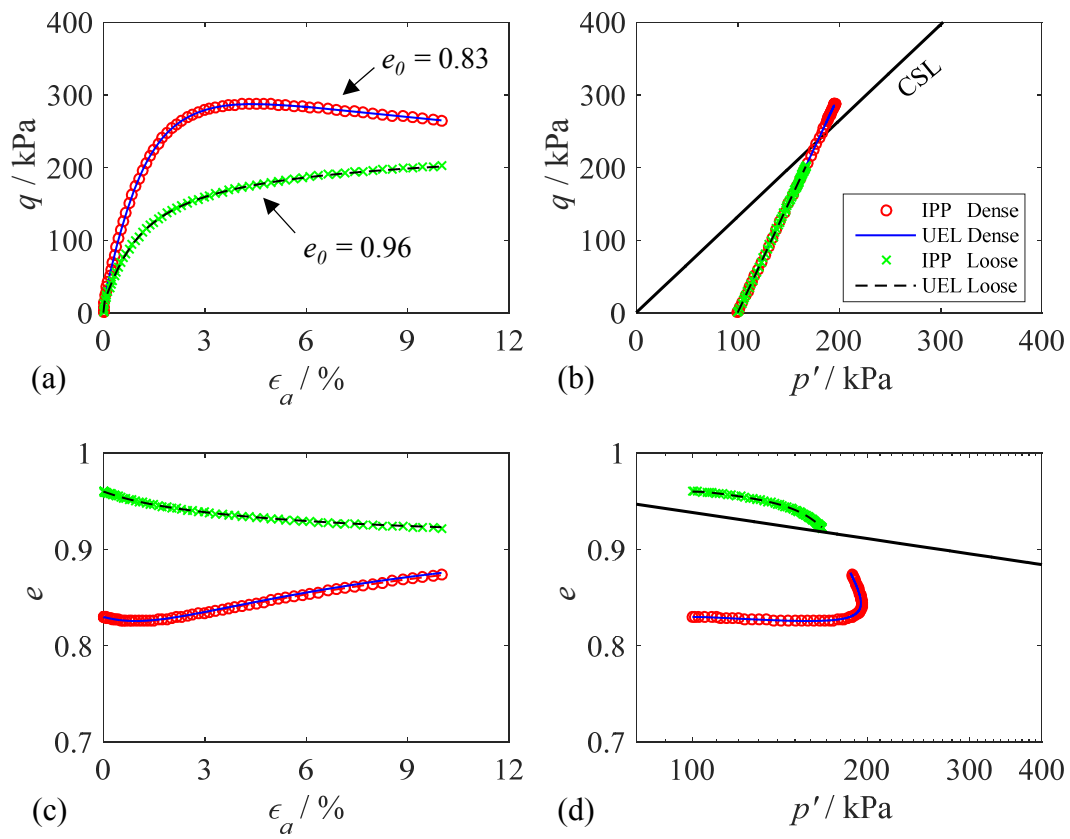 400
300
200
100
0
q / kPa
e₀ = 0.83
e₀ = 0.96
0 3 6 9 12
(a)
ϵₐ / %
400
300
200
100
0
q / kPa
CSL
IPP Dense
UEL Dense
IPP Loose
UEL Loose
0 100 200 300 400
(b)
p′ / kPa
1
0.9
0.8
0.7
e
0 3 6 9 12
(c)
ϵₐ / %
1
0.9
0.8
0.7
e
100 200 300 400
(d)
p′ / kPa